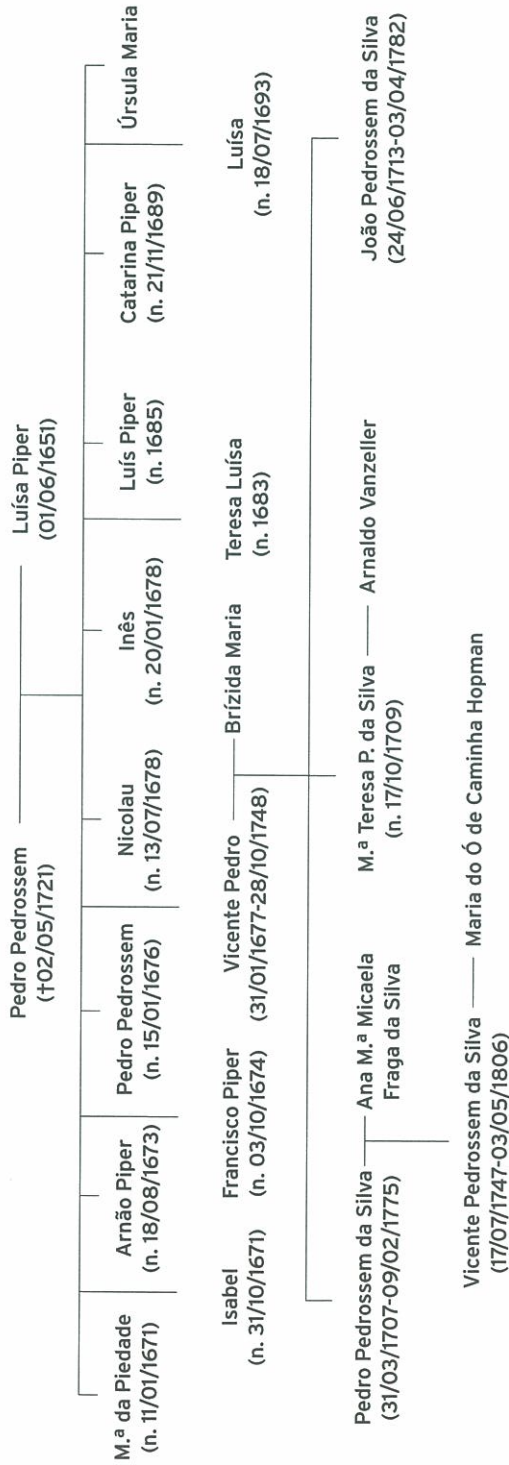 Pedro Pedrossem
(†02/05/1721)
Luísa Piper
(01/06/1651)
M.ª da Piedade
(n. 11/01/1671)
Arnão Piper
(n. 18/08/1673)
Pedro Pedrossem
(n. 15/01/1676)
Nicolau
(n. 13/07/1678)
Inês
(n. 20/01/1678)
Luís Piper
(n. 1685)
Catarina Piper
(n. 21/11/1689)
Úrsula Maria
Isabel
(n. 31/10/1671)
Francisco Piper
(n. 03/10/1674)
Vicente Pedro
(31/01/1677-28/10/1748)
Brízida Maria
Teresa Luísa
(n. 1683)
Luísa
(n. 18/07/1693)
Pedro Pedrossem da Silva
(31/03/1707-09/02/1775)
Ana M.ª Micaela
Fraga da Silva
M.ª Teresa P. da Silva
(n. 17/10/1709)
Arnaldo Vanzeller
João Pedrossem da Silva
(24/06/1713-03/04/1782)
Vicente Pedrossem da Silva
(17/07/1747-03/05/1806)
Maria do Ó de Caminha Hopman